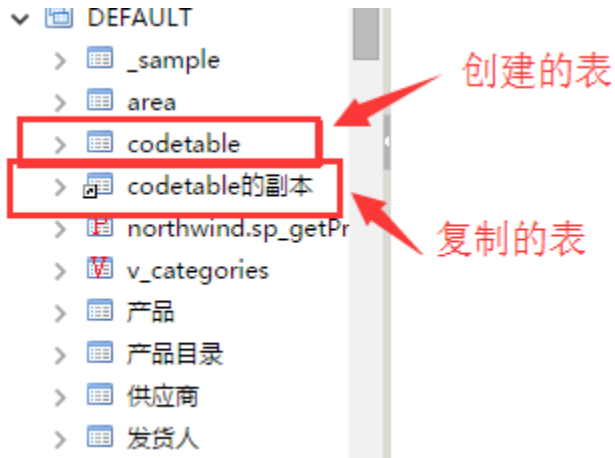 DEFAULT
_sample
area
创建的表
codetable
codetable的副本
northwind.sp_getPr
复制的表
v_categories
产品
产品目录
供应商
发货人